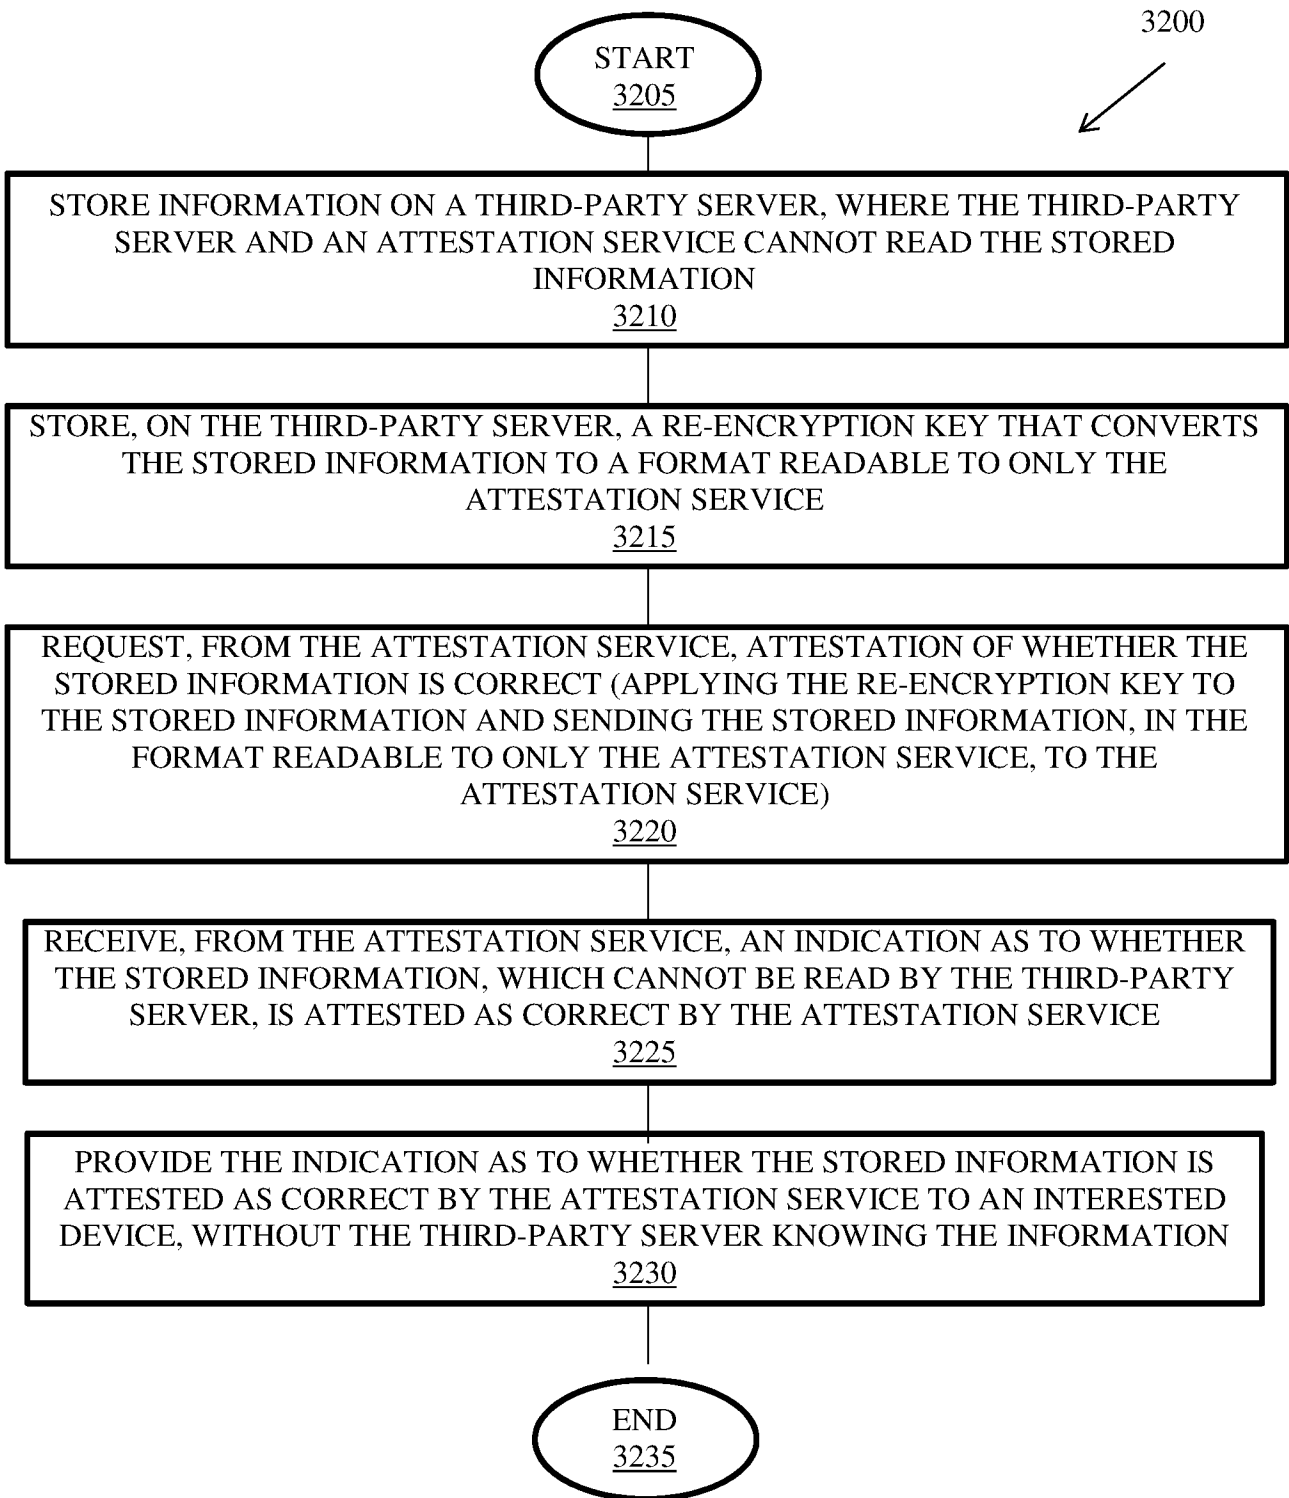 3200
START
3205
STORE INFORMATION ON A THIRD-PARTY SERVER, WHERE THE THIRD-PARTY
SERVER AND AN ATTESTATION SERVICE CANNOT READ THE STORED
INFORMATION
3210
STORE, ON THE THIRD-PARTY SERVER, A RE-ENCRYPTION KEY THAT CONVERTS
THE STORED INFORMATION TO A FORMAT READABLE TO ONLY THE
ATTESTATION SERVICE
3215
REQUEST, FROM THE ATTESTATION SERVICE, ATTESTATION OF WHETHER THE
STORED INFORMATION IS CORRECT (APPLYING THE RE-ENCRYPTION KEY TO
THE STORED INFORMATION AND SENDING THE STORED INFORMATION, IN THE
FORMAT READABLE TO ONLY THE ATTESTATION SERVICE, TO THE
ATTESTATION SERVICE)
3220
RECEIVE, FROM THE ATTESTATION SERVICE, AN INDICATION AS TO WHETHER
THE STORED INFORMATION, WHICH CANNOT BE READ BY THE THIRD-PARTY
SERVER, IS ATTESTED AS CORRECT BY THE ATTESTATION SERVICE
3225
PROVIDE THE INDICATION AS TO WHETHER THE STORED INFORMATION IS
ATTESTED AS CORRECT BY THE ATTESTATION SERVICE TO AN INTERESTED
DEVICE, WITHOUT THE THIRD-PARTY SERVER KNOWING THE INFORMATION
3230
END
3235